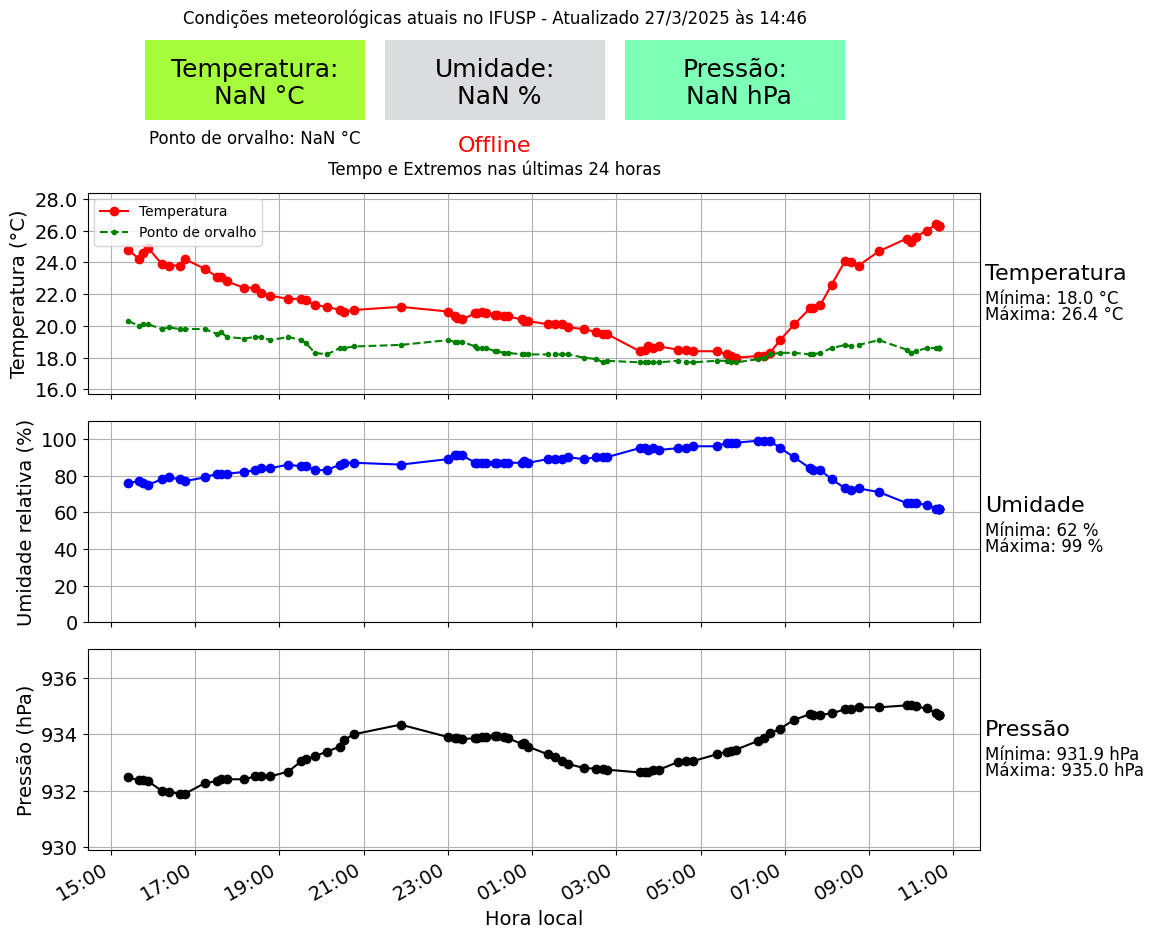 Condições meteorológicas atuais no IFUSP - Atualizado 27/3/2025 às 14:46
Temperatura:
NaN °C
Umidade:
NaN %
Pressão:
NaN hPa
Ponto de orvalho: NaN °C
Offline
Tempo e Extremos nas últimas 24 horas
Temperatura (°C)
28.0
26.0
24.0
22.0
20.0
18.0
16.0
Temperatura
Ponto de orvalho
Temperatura
Mínima: 18.0 °C
Máxima: 26.4 °C
Umidade relativa (%)
100
80
60
40
20
0
Umidade
Mínima: 62 %
Máxima: 99 %
Pressão (hPa)
936
934
932
930
Pressão
Mínima: 931.9 hPa
Máxima: 935.0 hPa
15:00
17:00
19:00
21:00
23:00
01:00
03:00
05:00
07:00
09:00
11:00
Hora local